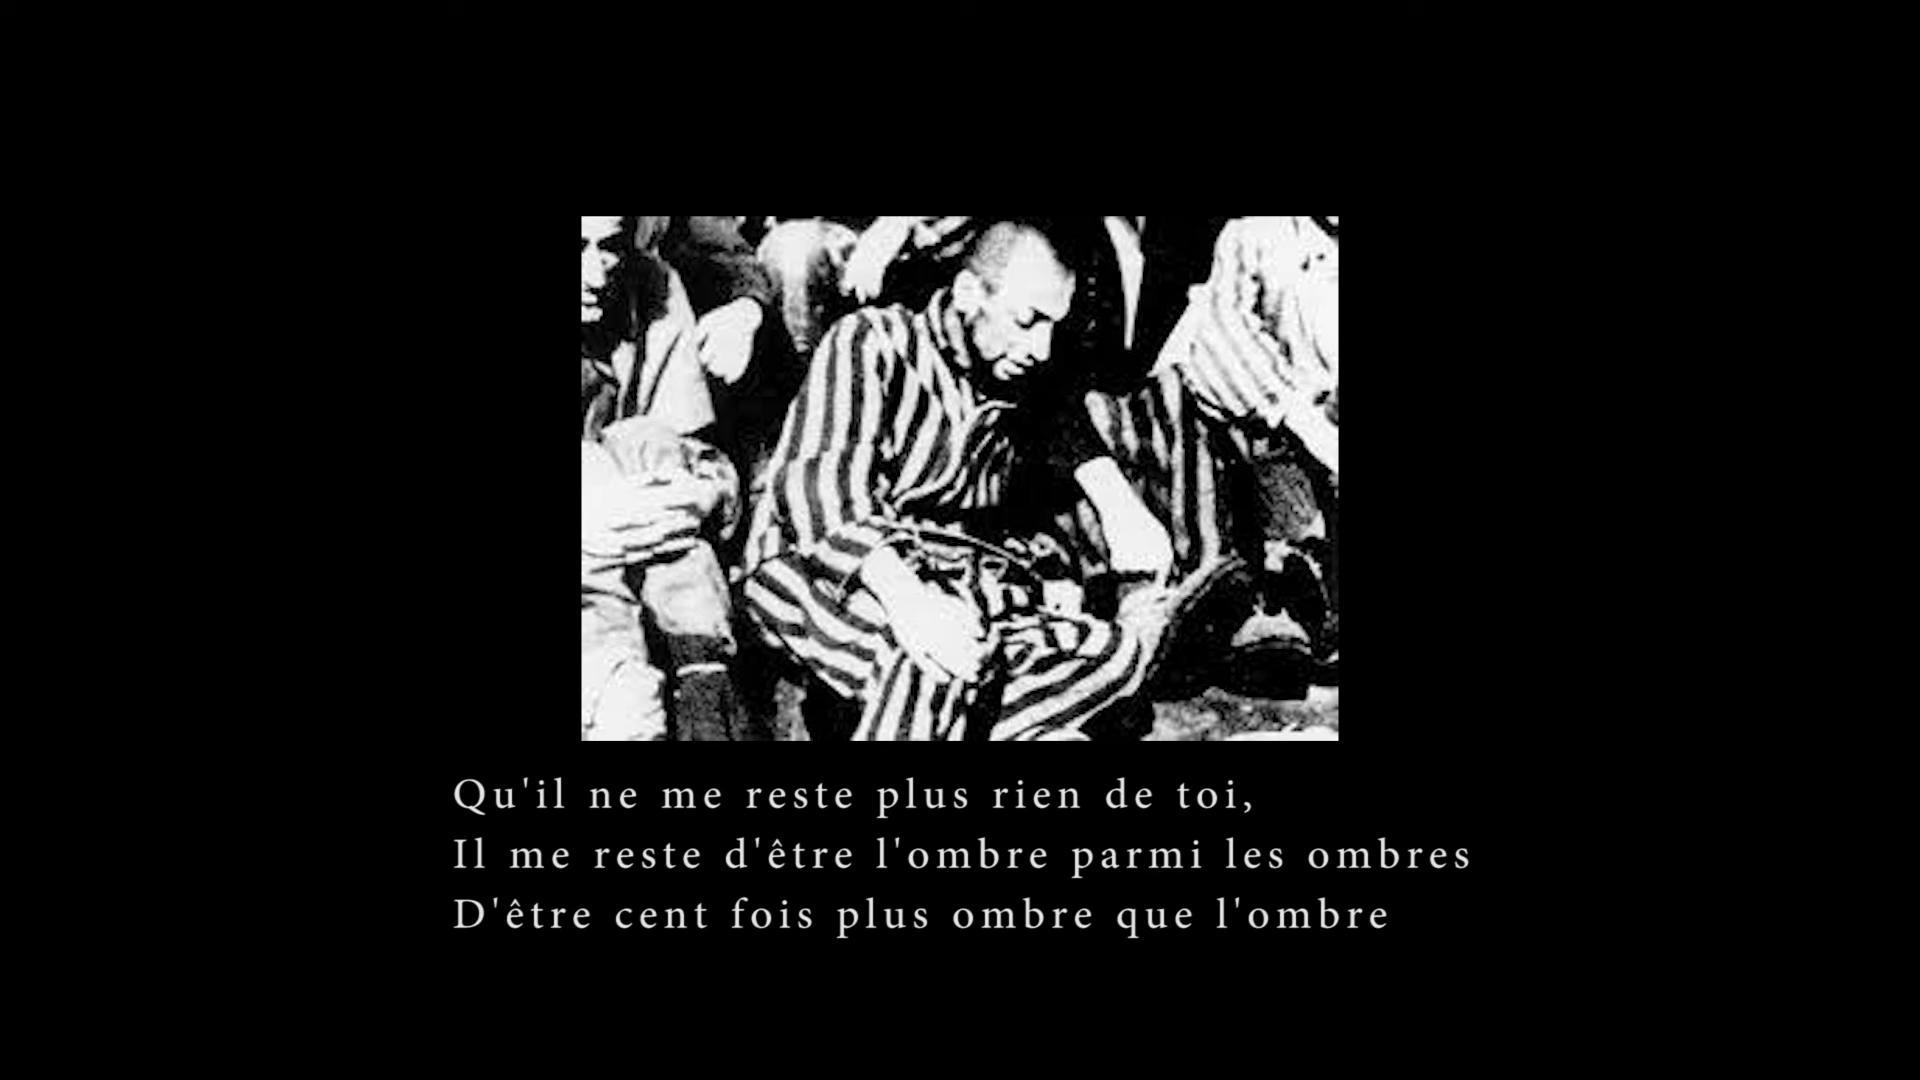 Qu'il ne me reste plus rien de toi,
Il me reste d'être l'ombre parmi les ombres
D'être cent fois plus ombre que l'ombre